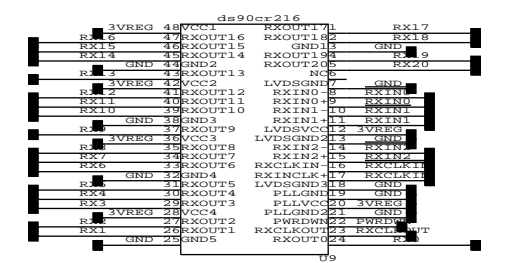 ds90cr216
3VREG 48 VCC1 RXOUT17 1 RX17
RX16 47 RXOUT16 RXOUT18 2 RX18
RX15 46 RXOUT15 GND1 3 GND
RX14 45 RXOUT14 RXOUT19 4 RX19
GND 44 GND2 RXOUT20 5 RX20
RX13 43 RXOUT13 NC 6
3VREG 42 VCC2 LVDSGND 7 GND
RX12 41 RXOUT12 RXIN0- 8 RXIN0
RX11 40 RXOUT11 RXIN0+ 9 RXIN0
RX10 39 RXOUT10 RXIN1- 10 RXIN1
GND 38 GND3 RXIN1+ 11 RXIN1
RX9 37 RXOUT9 LVDSVCC 12 3VREG
3VREG 36 VCC3 LVDSGND2 13 GND
RX8 35 RXOUT8 RXIN2- 14 RXIN2
RX7 34 RXOUT7 RXIN2+ 15 RXIN2
RX6 33 RXOUT6 RXCLKIN- 16 RXCLKIN
GND 32 GND4 RXINCLK+ 17 RXCLKIN
RX5 31 RXOUT5 LVDSGND3 18 GND
RX4 30 RXOUT4 PLLGND 19 GND
RX3 29 RXOUT3 PLLVCC 20 3VREG
3VREG 28 VCC4 PLLGND2 21 GND
27 RXOUT2 PWRDWN 22 PWRDWN
RX1 26 RXOUT1 RXCLKOUT 23 RXCLKOUT
GND 25 GND5 RXOUT0 24 RX0
U9